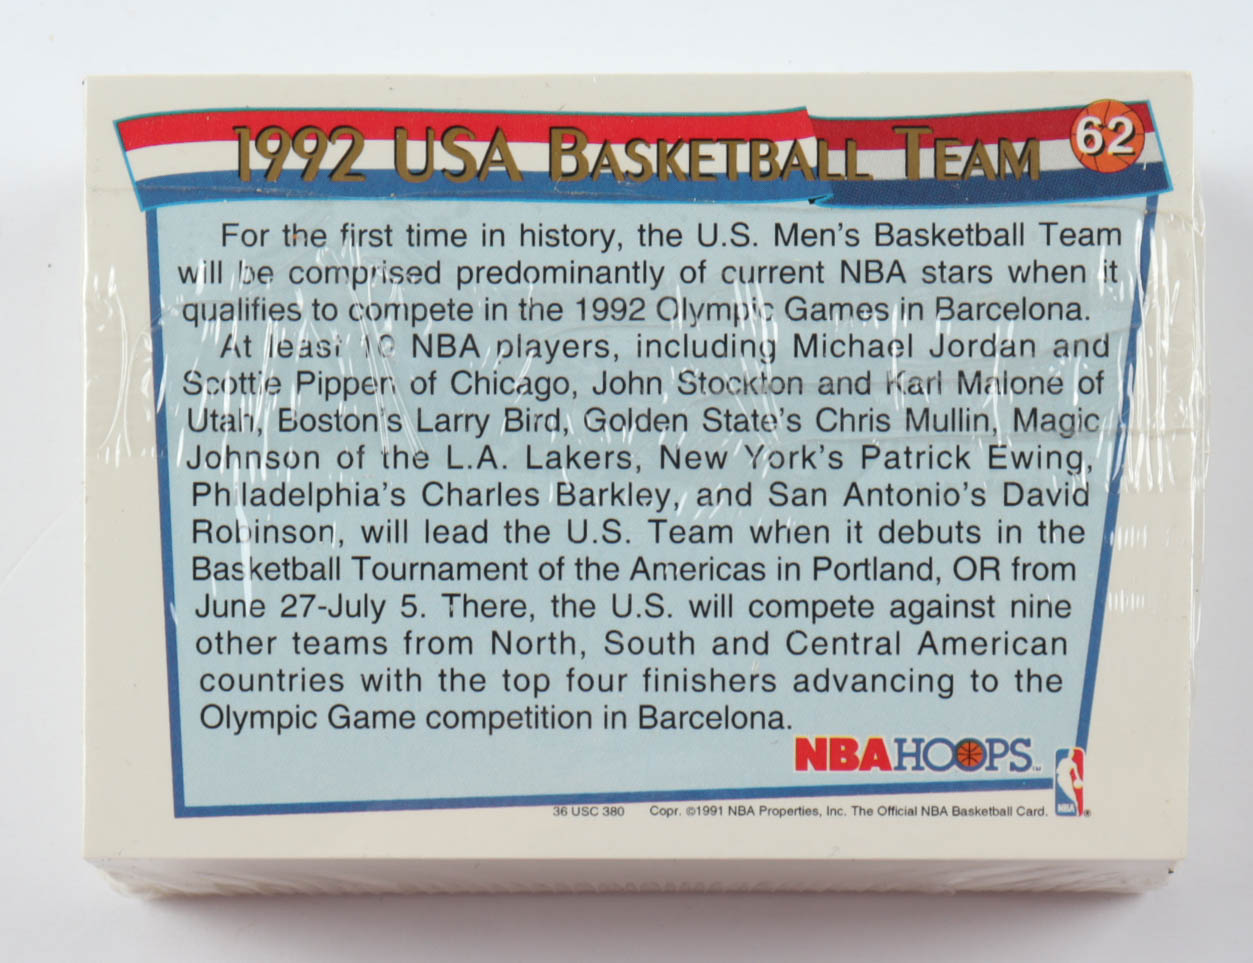 1992 USA BASKETBALL TEAM 62
For the first time in history, the U.S. Men's Basketball Team
will be comprised predominantly of current NBA stars when it
qualifies to compete in the 1992 Olympic Games in Barcelona.
At least 10 NBA players, including Michael Jordan and
Scottie Pippen of Chicago, John Stockton and Karl Malone of
Utah, Boston's Larry Bird, Golden State's Chris Mullin, Magic
Johnson of the L.A. Lakers, New York's Patrick Ewing,
Philadelphia's Charles Barkley, and San Antonio's David
Robinson, will lead the U.S. Team when it debuts in the
Basketball Tournament of the Americas in Portland, OR from
June 27-July 5. There, the U.S. will compete against nine
other teams from North, South and Central American
countries with the top four finishers advancing to the
Olympic Game competition in Barcelona.
NBA HOOPS™
NBA ®
36 USC 380 Copr. ©1991 NBA Properties, Inc. The Official NBA Basketball Card.